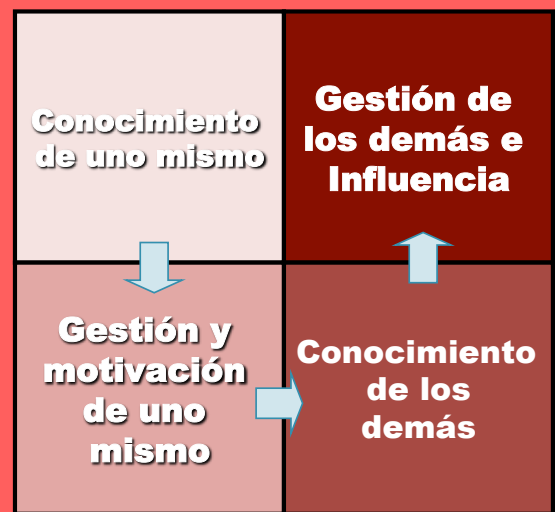 Conocimiento
de uno mismo
Gestión de
los demás e
Influencia
Gestión y
motivación
de uno
mismo
Conocimiento
de los
demás